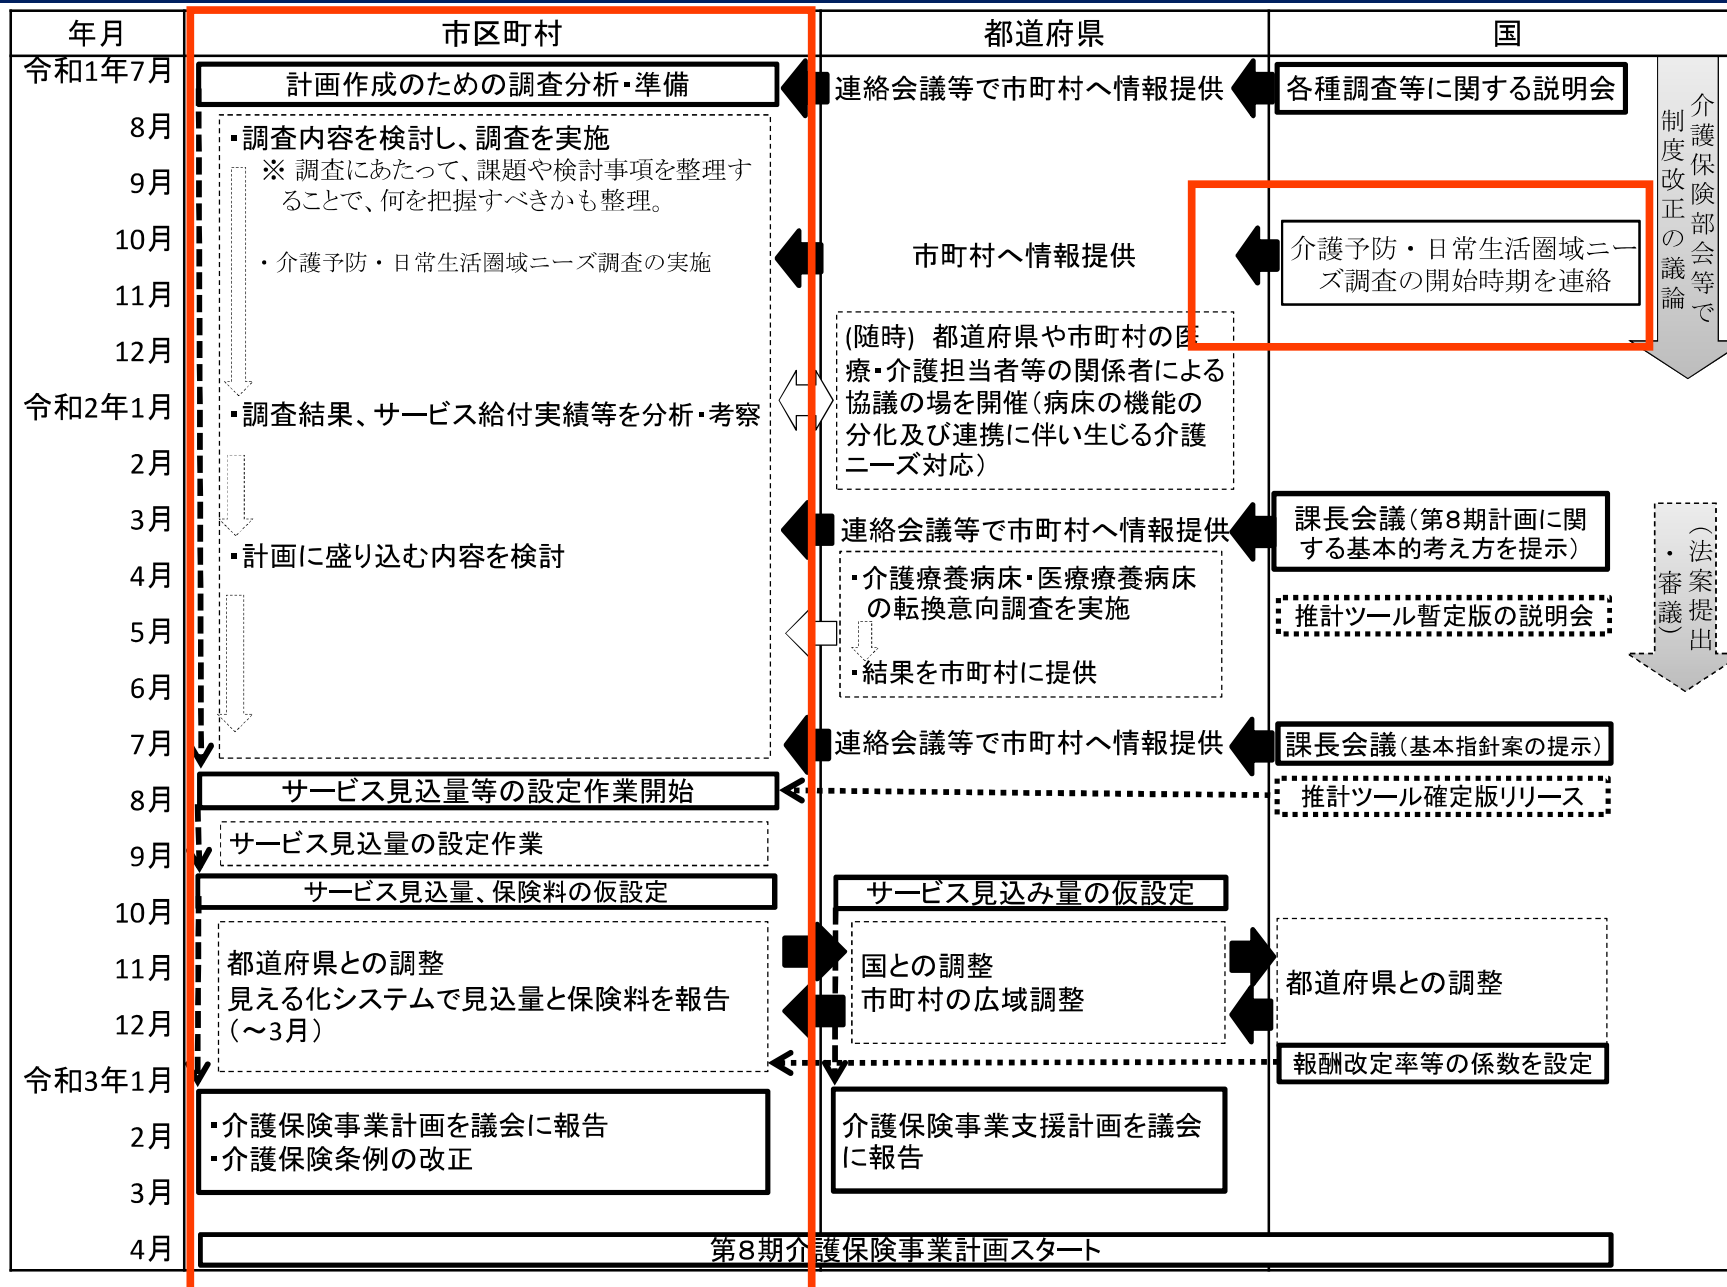 年月
市区町村
都道府県
国
令和1年7月
計画作成のための調査分析・準備
連絡会議等で市町村へ情報提供
各種調査等に関する説明会
介護保険部会等で
制度改正の議論
8月
・調査内容を検討し、調査を実施
※ 調査にあたって、課題や検討事項を整理す
ることで、何を把握すべきかも整理。
9月
10月
・介護予防・日常生活圏域ニーズ調査の実施
市町村へ情報提供
介護予防・日常生活圏域ニー
ズ調査の開始時期を連絡
11月
12月
(随時) 都道府県や市町村の医
療・介護担当者等の関係者による
協議の場を開催(病床の機能の
分化及び連携に伴い生じる介護
ニーズ対応)
令和2年1月
・調査結果、サービス給付実績等を分析・考察
2月
3月
連絡会議等で市町村へ情報提供
課長会議(第8期計画に関
する基本的考え方を提示)
(法案提出
・審議)
・計画に盛り込む内容を検討
4月
・介護療養病床・医療療養病床
の転換意向調査を実施
推計ツール暫定版の説明会
5月
・結果を市町村に提供
6月
7月
連絡会議等で市町村へ情報提供
課長会議(基本指針案の提示)
8月
サービス見込量等の設定作業開始
推計ツール確定版リリース
サービス見込量の設定作業
9月
サービス見込量、保険料の仮設定
サービス見込み量の仮設定
10月
11月
都道府県との調整
見える化システムで見込量と保険料を報告
(～3月)
国との調整
市町村の広域調整
都道府県との調整
12月
報酬改定率等の係数を設定
令和3年1月
・介護保険事業計画を議会に報告
・介護保険条例の改正
介護保険事業支援計画を議会
に報告
2月
3月
4月
第8期介護保険事業計画スタート